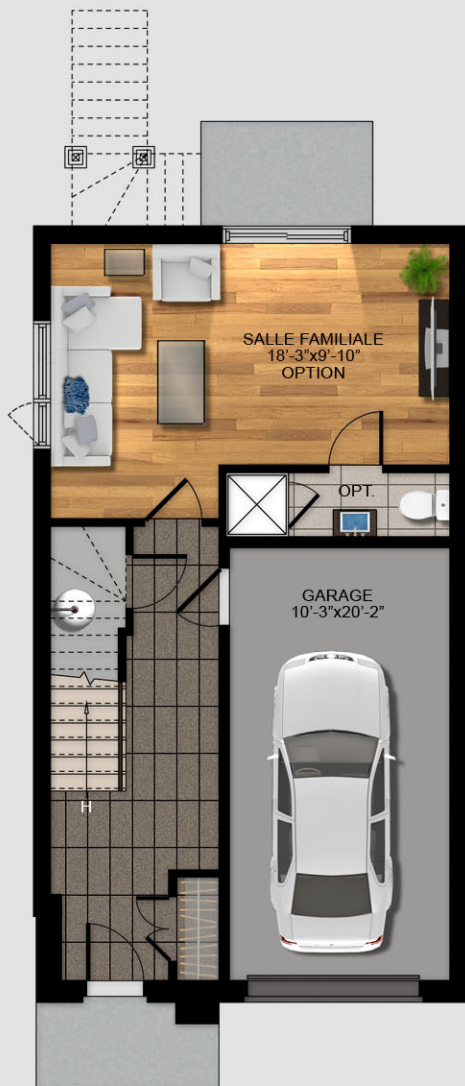 SALLE FAMILIALE
18'-3"x9'-10"
OPTION
OPT.
GARAGE
10'-3"x20'-2"
H